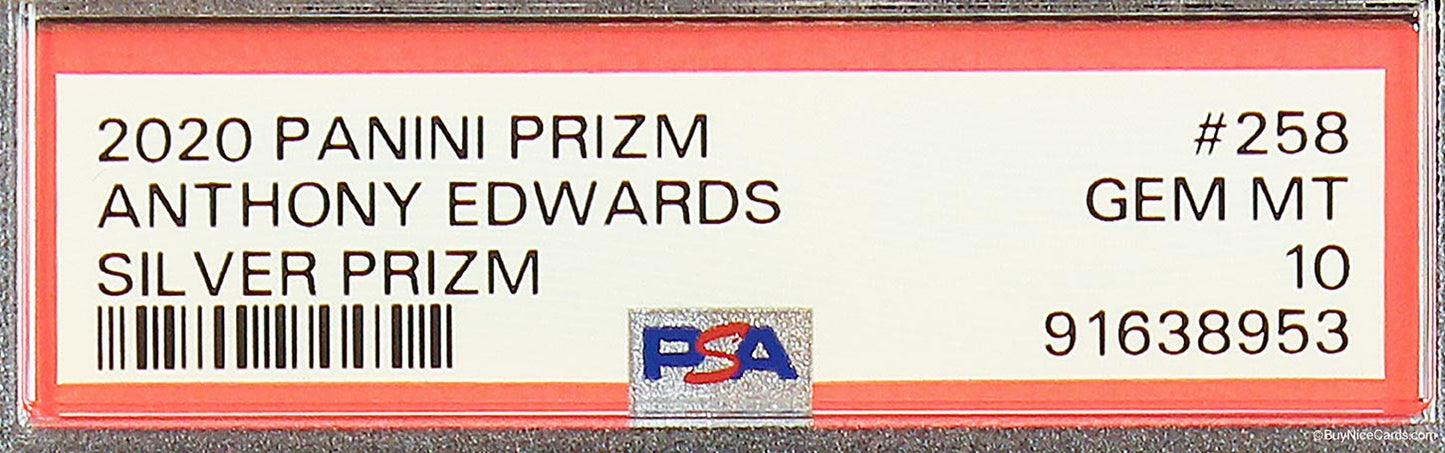 2020 PANINI PRIZM #258
ANTHONY EDWARDS GEM MT
SILVER PRIZM 10
91638953
PSA
©BuyNiceCards.com